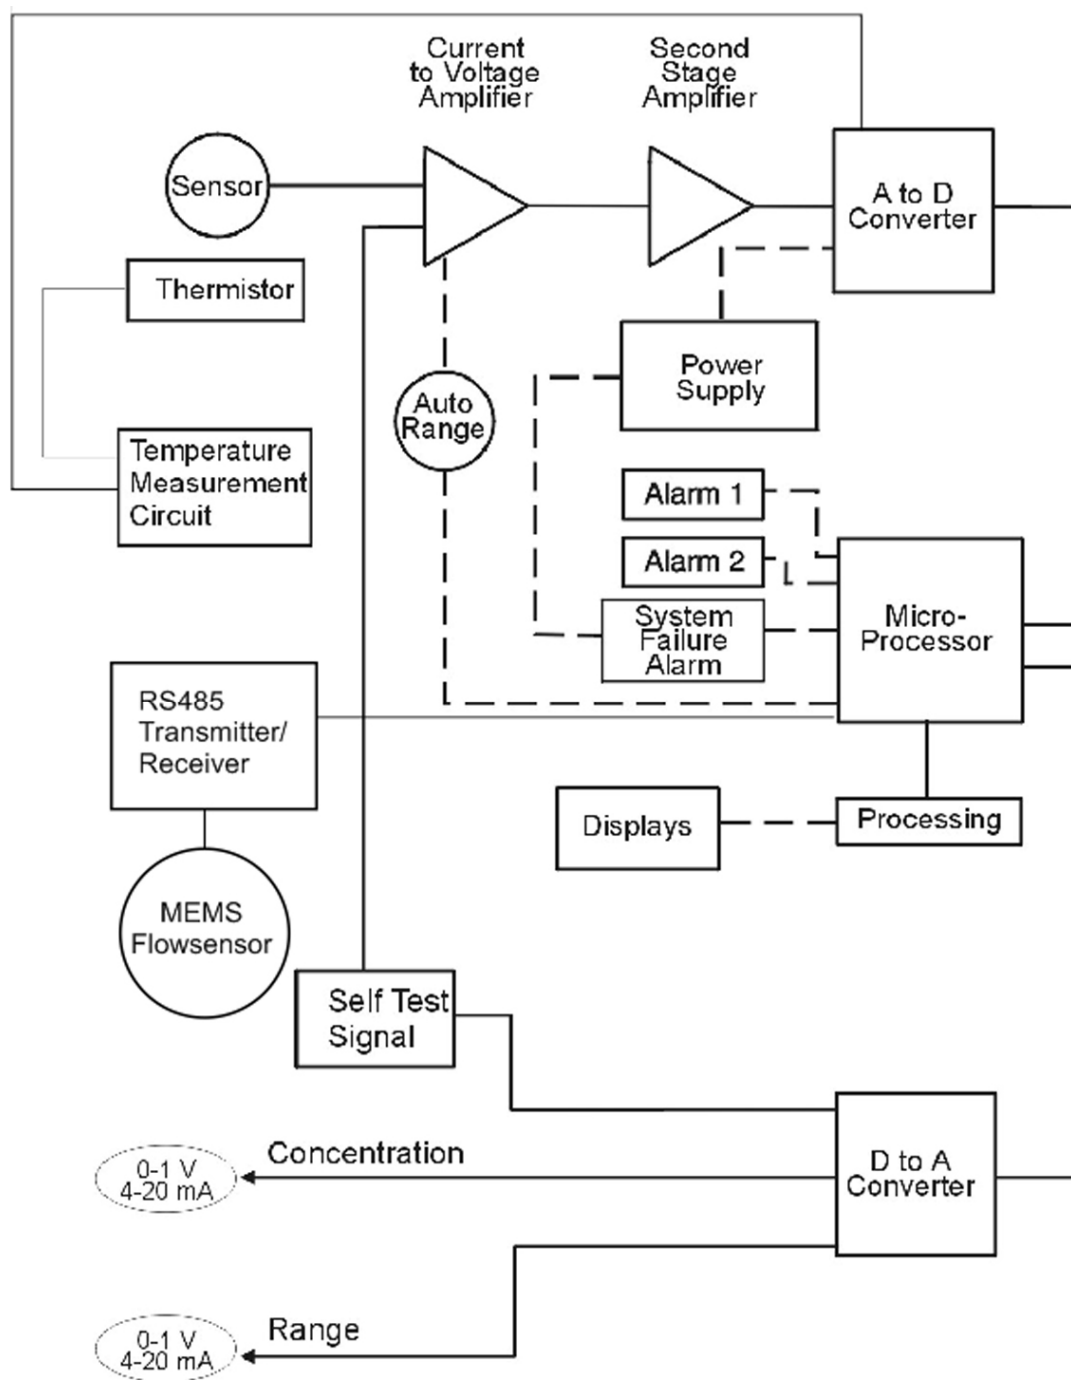 Current
to Voltage
Amplifier
Second
Stage
Amplifier
Sensor
A to D
Converter
Thermistor
Power
Supply
Auto
Range
Temperature
Measurement
Circuit
Alarm 1
Alarm 2
System
Failure
Alarm
Micro-
Processor
RS485
Transmitter/
Receiver
Displays
Processing
MEMS
Flowsensor
Self Test
Signal
Concentration
0-1 V
4-20 mA
D to A
Converter
Range
0-1 V
4-20 mA